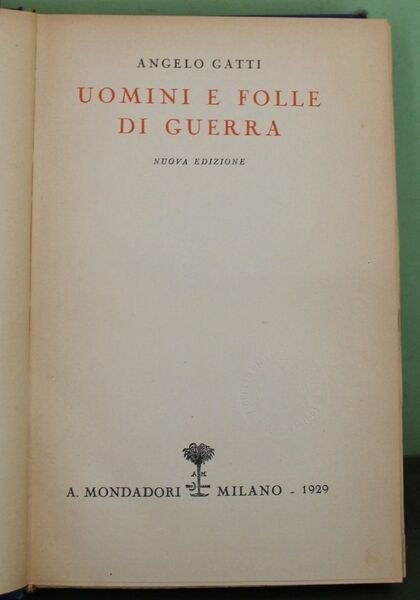 ANGELO GATTI
UOMINI E FOLLE
DI GUERRA
NUOVA EDIZIONE
A. M.
A. MONDADORI MILANO - 1929